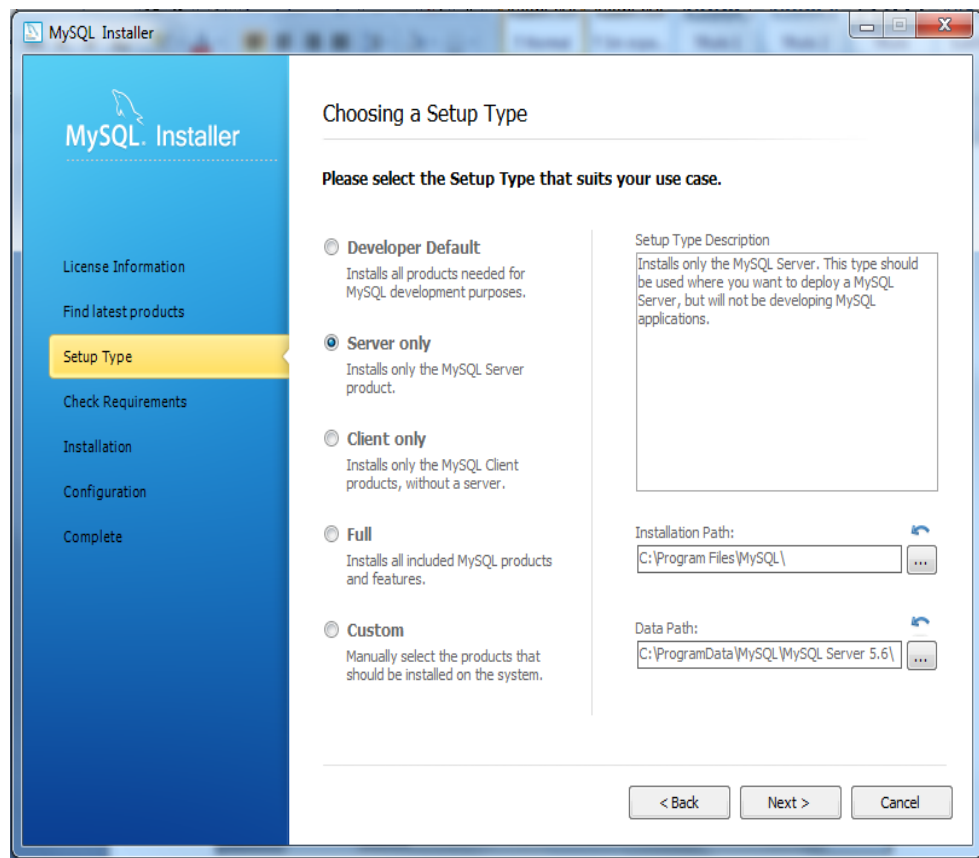 MySQL Installer
MySQL. Installer
License Information
Find latest products
Setup Type
Check Requirements
Installation
Configuration
Complete
Choosing a Setup Type
Please select the Setup Type that suits your use case.
Developer Default
Installs all products needed for
MySQL development purposes.
Server only
Installs only the MySQL Server
product.
Client only
Installs only the MySQL Client
products, without a server.
Full
Installs all included MySQL products
and features.
Custom
Manually select the products that
should be installed on the system.
Setup Type Description
Installs only the MySQL Server. This type should
be used where you want to deploy a MySQL
Server, but will not be developing MySQL
applications.
Installation Path:
C:\Program Files\MySQL\
...
Data Path:
C:\ProgramData\MySQL\MySQL Server 5.6\
...
< Back
Next >
Cancel